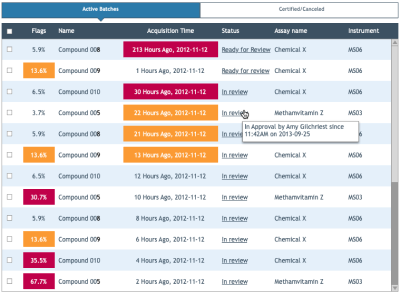 Active Batches Certified/Canceled
Flags Name Acquisition Time Status Assay name Instrument
5.9% Compound 008 213 Hours Ago, 2012-11-12 Ready for Review Chemical X MS06
13.6% Compound 009 1 Hours Ago, 2012-11-12 Ready for Review Chemical X MS06
6.5% Compound 010 30 Hours Ago, 2012-11-12 In review Chemical X MS06
3.7% Compound 005 22 Hours Ago, 2012-11-12 In review Methamvitamin Z MS03
5.9% Compound 008 21 Hours Ago, 2012-11-12 In review
In Approval by Amy Gilchriest since
11:42AM on 2013-09-25
13.6% Compound 009 13 Hours Ago, 2012-11-12 In review Chemical X MS06
6.5% Compound 010 12 Hours Ago, 2012-11-12 In review Chemical X MS06
30.7% Compound 005 10 Hours Ago, 2012-11-12 In review Methamvitamin Z MS03
5.9% Compound 008 8 Hours Ago, 2012-11-12 In review Chemical X MS06
13.6% Compound 009 6 Hours Ago, 2012-11-12 In review Chemical X MS06
35.5% Compound 010 4 Hours Ago, 2012-11-12 In review Chemical X MS06
67.7% Compound 005 2 Hours Ago, 2012-11-12 In review Methamvitamin Z MS03